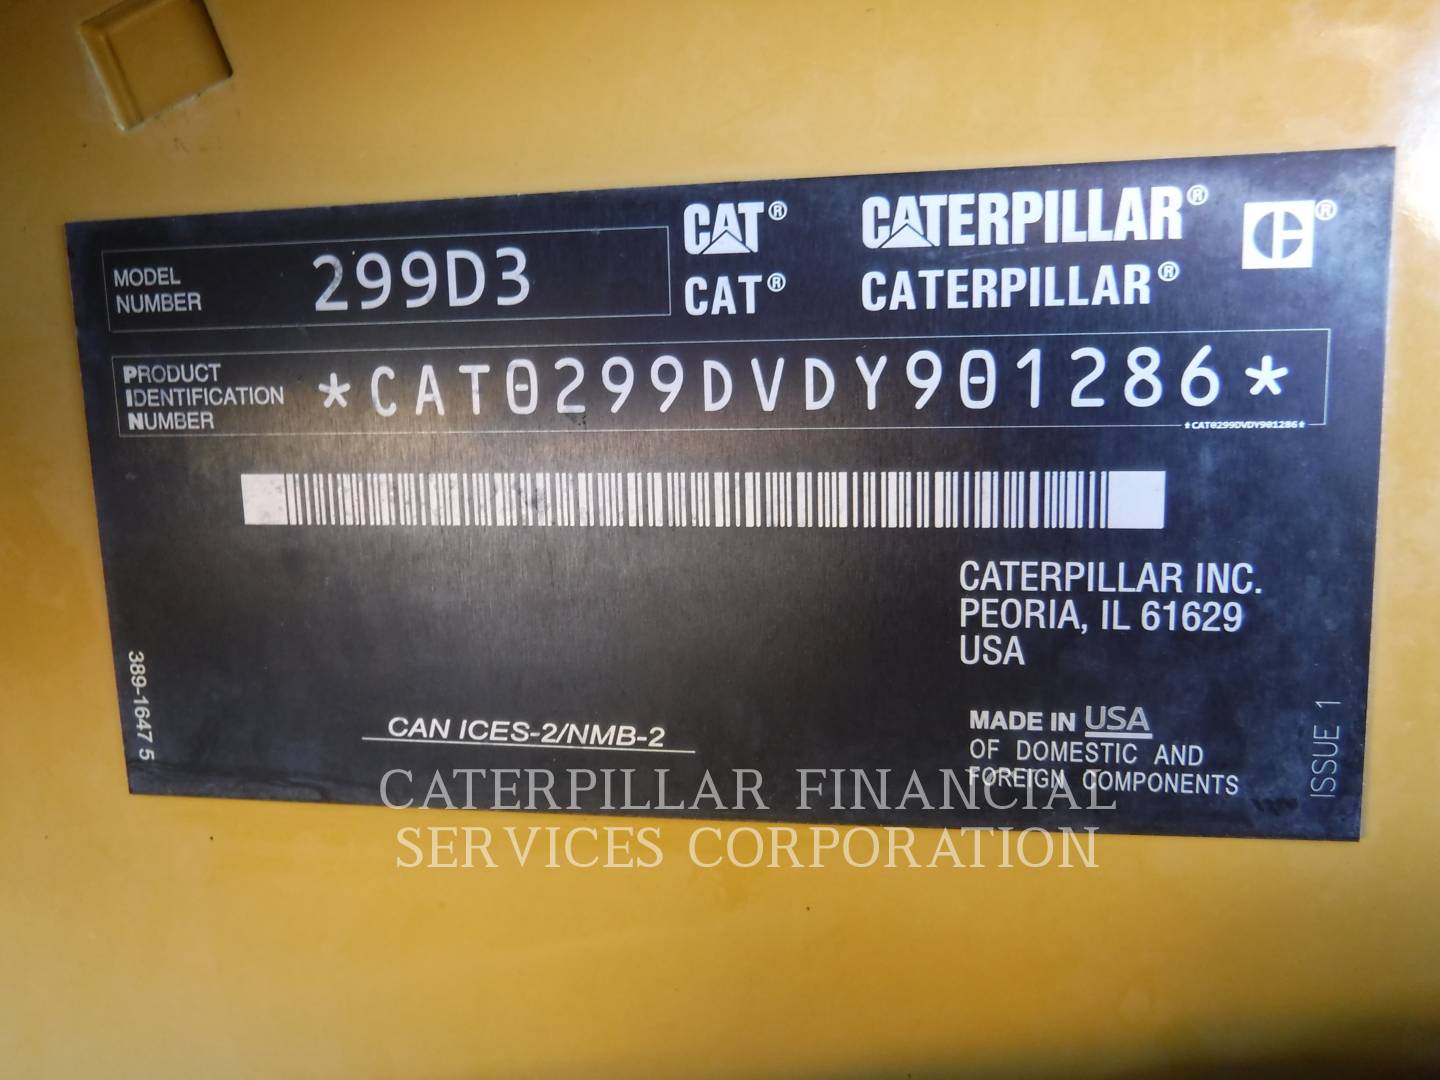 CAT® CATERPILLAR® C®
MODEL NUMBER 299D3
CAT® CATERPILLAR®
PRODUCT
IDENTIFICATION
NUMBER
*CAT0299DVDY901286*
*CAT0299DVDY901286*
CATERPILLAR INC.
PEORIA, IL 61629
USA
389-1647 5
CAN ICES-2/NMB-2
MADE IN USA
OF DOMESTIC AND
FOREIGN COMPONENTS
ISSUE 1
CATERPILLAR FINANCIAL
SERVICES CORPORATION